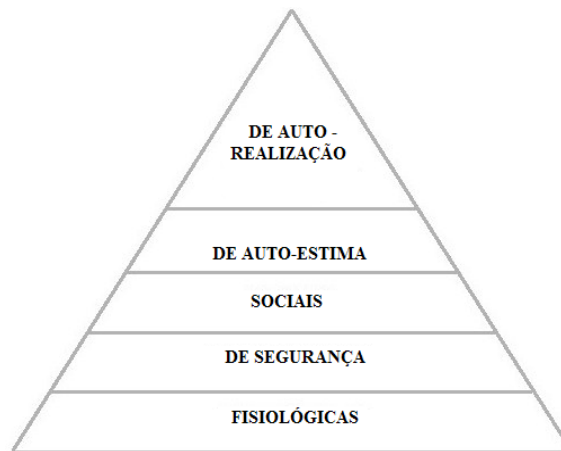 DE AUTO -
REALIZAÇÃO
DE AUTO-ESTIMA
SOCIAIS
DE SEGURANÇA
FISIOLÓGICAS